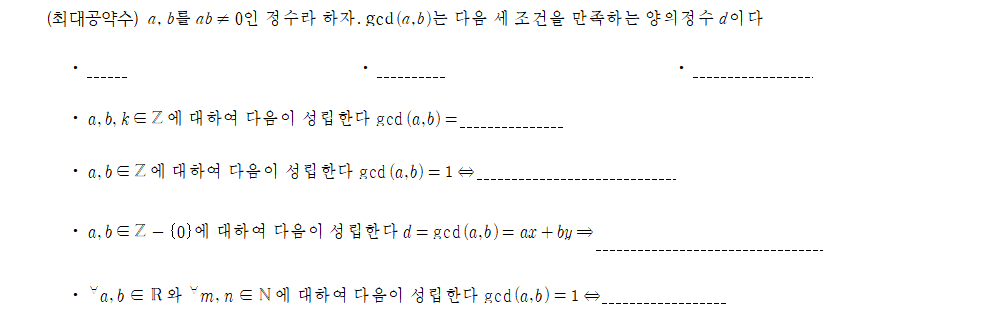 (최대공약수) a, b를 ab ≠ 0인 정수라 하자. gcd(a,b)는 다음 세 조건을 만족하는 양의정수 d이다
• ______ • __________ • _________________
• a, b, k ∈ ℤ에 대하여 다음이 성립한다 gcd(a,b) = _______________
• a, b ∈ ℤ에 대하여 다음이 성립한다 gcd(a,b) = 1 ⇔ _____________________________
• a, b ∈ ℤ − {0}에 대하여 다음이 성립한다 d = gcd(a,b) = ax + by ⇒ _________________________________
• ∀a, b ∈ ℝ와 ∀m, n ∈ ℕ에 대하여 다음이 성립한다 gcd(a,b) = 1 ⇔ __________________